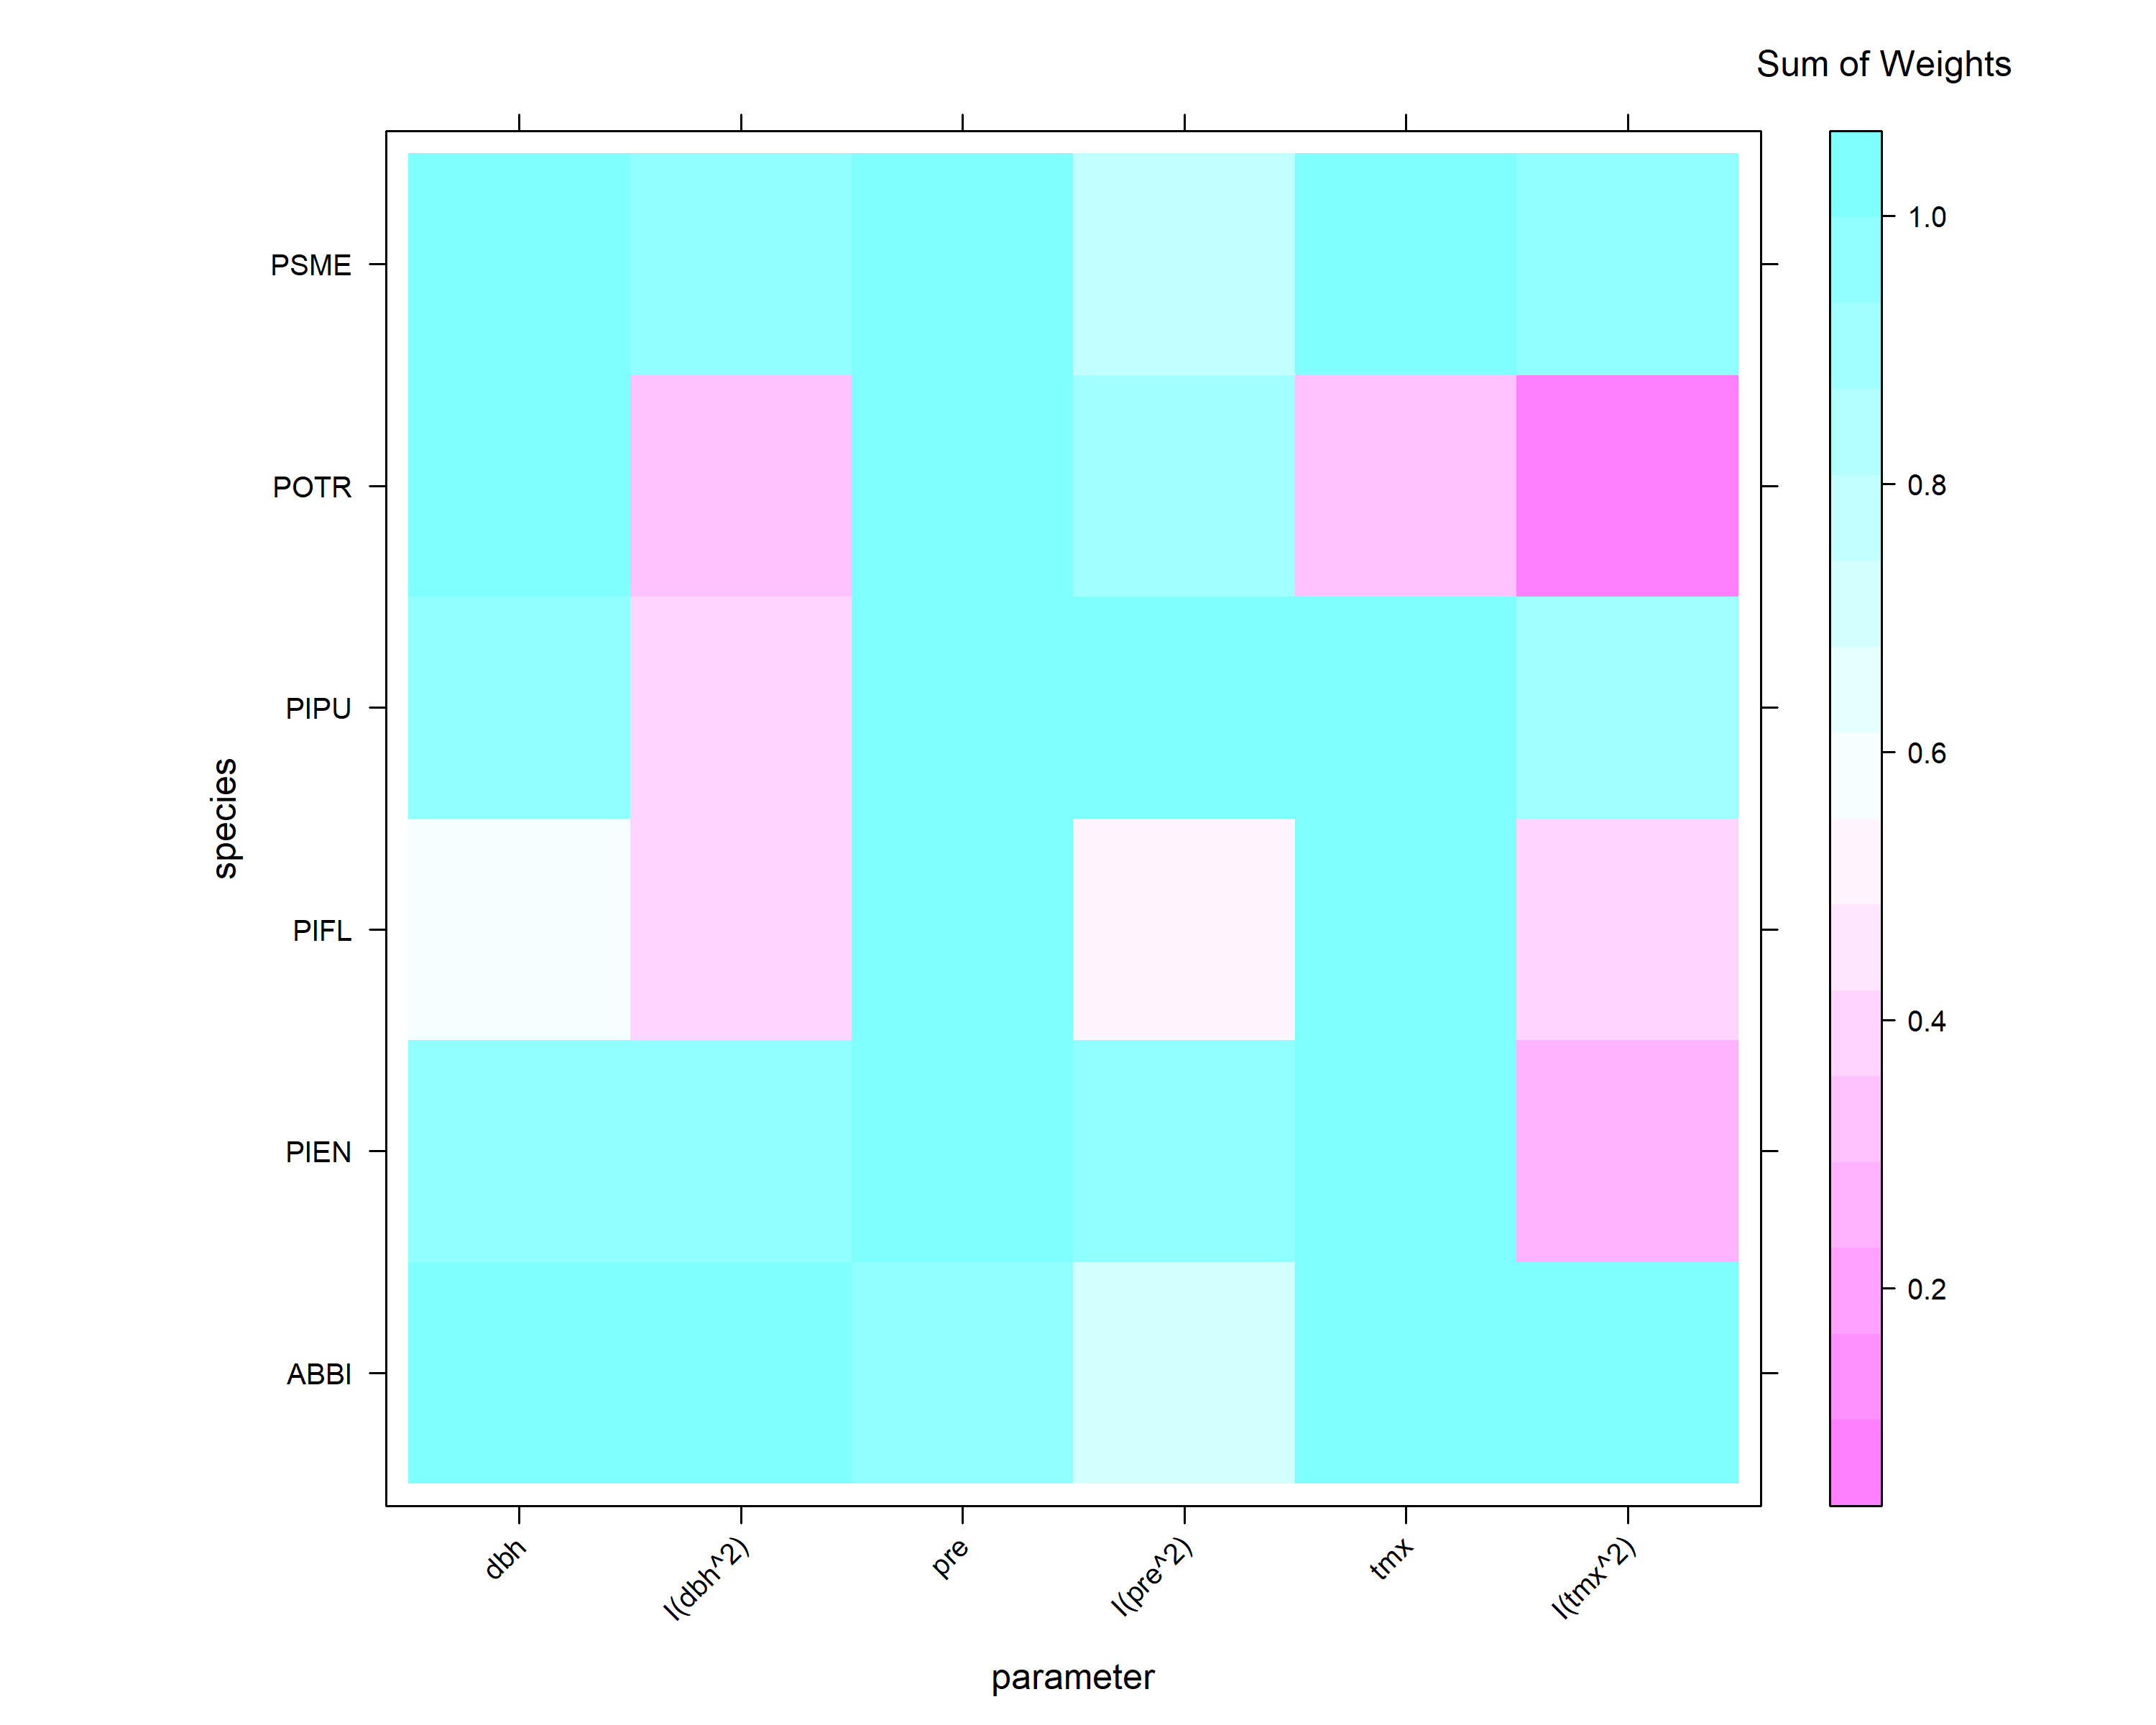 Sum of Weights
1.0
0.8
0.6
0.4
0.2
species
PSME
POTR
PIPU
PIFL
PIEN
ABBI
dbh
I(dbh^2)
pre
I(pre^2)
tmx
I(tmx^2)
parameter